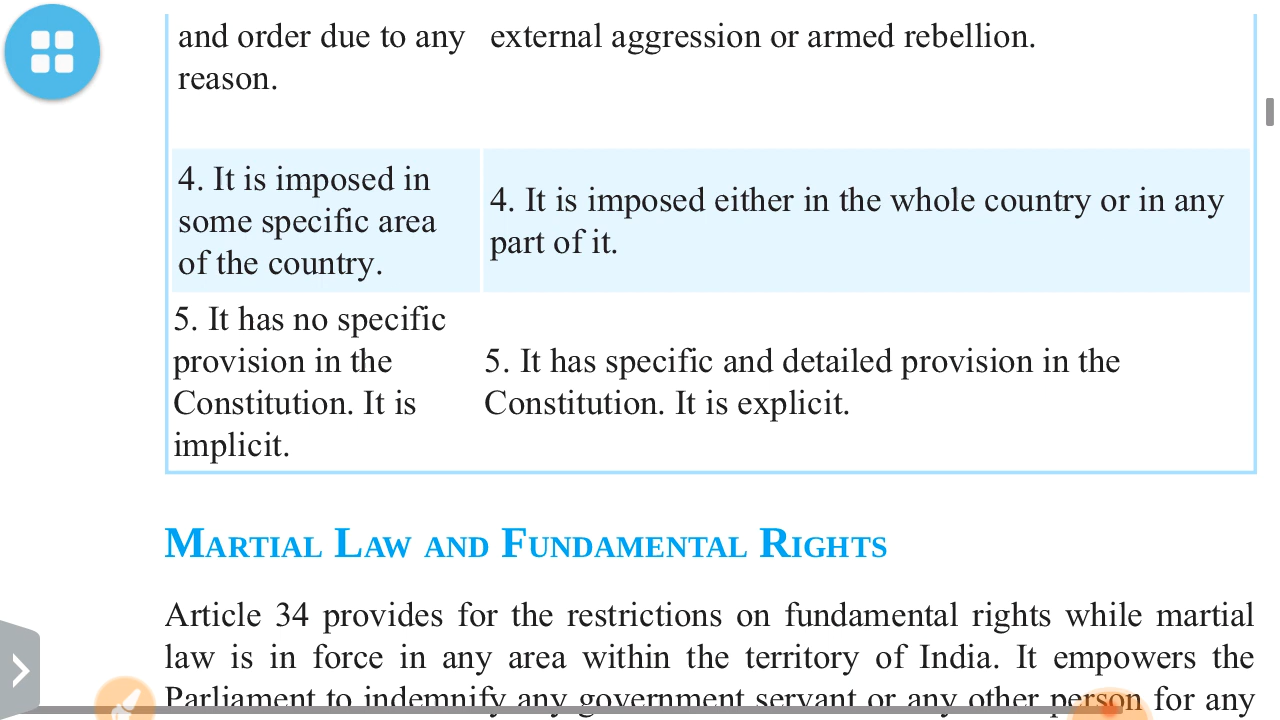 and order due to any external aggression or armed rebellion.
reason.
4. It is imposed in
some specific area
of the country.
4. It is imposed either in the whole country or in any
part of it.
5. It has no specific
provision in the
Constitution. It is
implicit.
5. It has specific and detailed provision in the
Constitution. It is explicit.
MARTIAL LAW AND FUNDAMENTAL RIGHTS
Article 34 provides for the restrictions on fundamental rights while martial
law is in force in any area within the territory of India. It empowers the
Parliament to indemnify any government servant or any other person for any